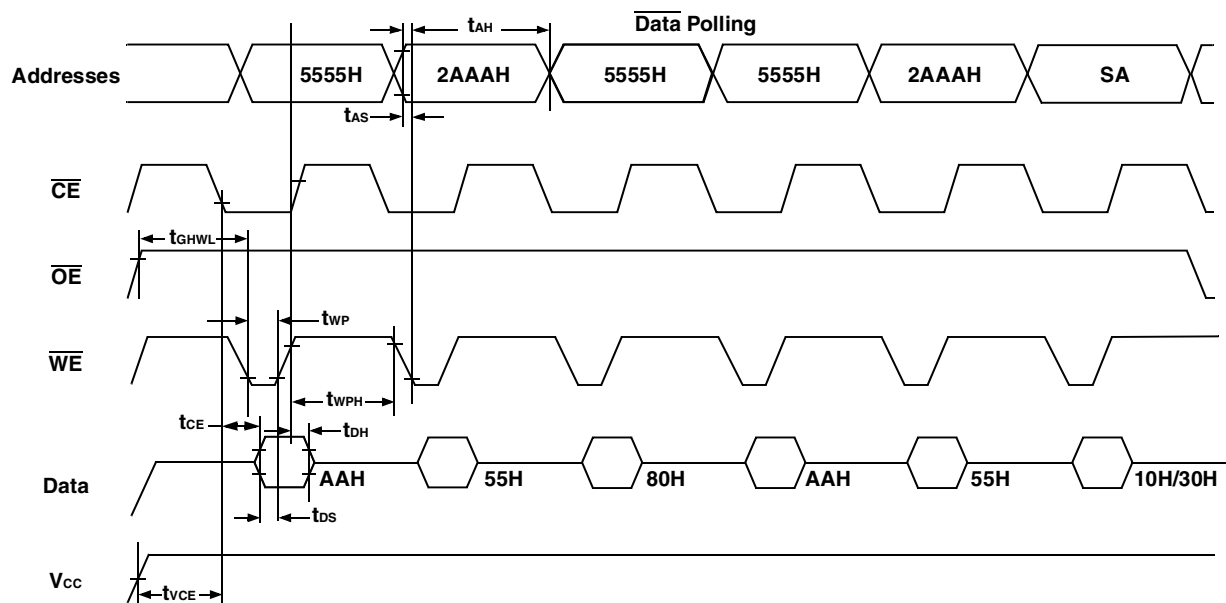 tAH
Data Polling
Addresses 5555H 2AAAH 5555H 5555H 2AAAH SA
tAS
CE
tGHWL
OE
tWP
WE
tWPH
tCE
tDH
Data AAH 55H 80H AAH 55H 10H/30H
tDS
VCC
tVCE